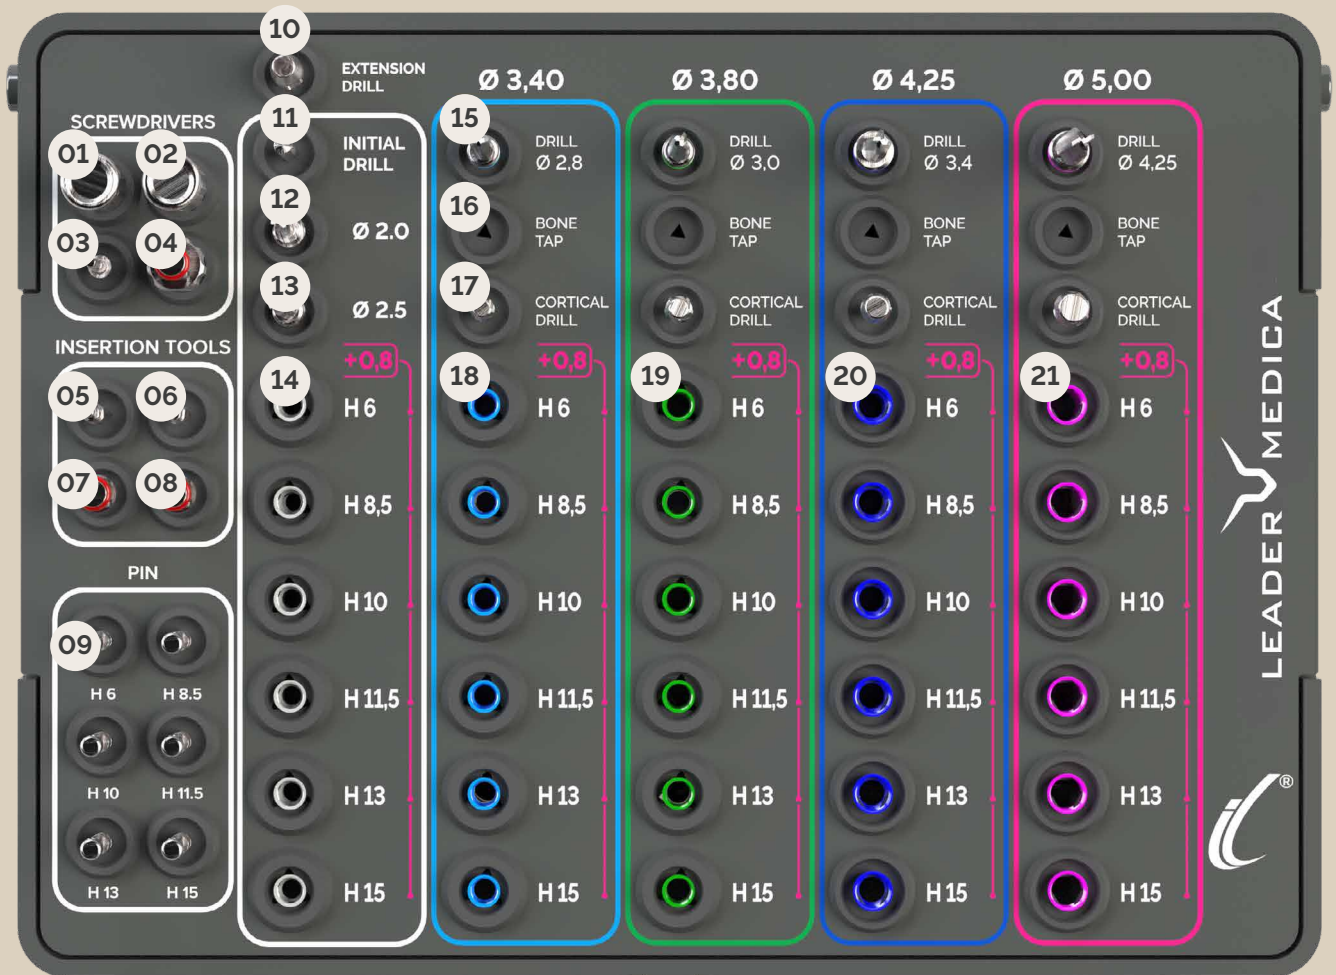 10
EXTENSION
DRILL
SCREWDRIVERS
01
02
03
04
INSERTION TOOLS
05
06
07
08
PIN
09
H 6
H 8.5
H 10
H 11.5
H 13
H 15
11
INITIAL
DRILL
12
Ø 2.0
13
Ø 2.5
+0,8
14
H 6
H 8,5
H 10
H 11,5
H 13
H 15
Ø 3,40
15
DRILL
Ø 2,8
16
BONE
TAP
17
CORTICAL
DRILL
+0,8
18
H 6
H 8,5
H 10
H 11,5
H 13
H 15
Ø 3,80
DRILL
Ø 3,0
BONE
TAP
CORTICAL
DRILL
+0,8
19
H 6
H 8,5
H 10
H 11,5
H 13
H 15
Ø 4,25
DRILL
Ø 3,4
BONE
TAP
CORTICAL
DRILL
+0,8
20
H 6
H 8,5
H 10
H 11,5
H 13
H 15
Ø 5,00
DRILL
Ø 4,25
BONE
TAP
CORTICAL
DRILL
+0,8
21
H 6
H 8,5
H 10
H 11,5
H 13
H 15
LEADER MEDICA
®